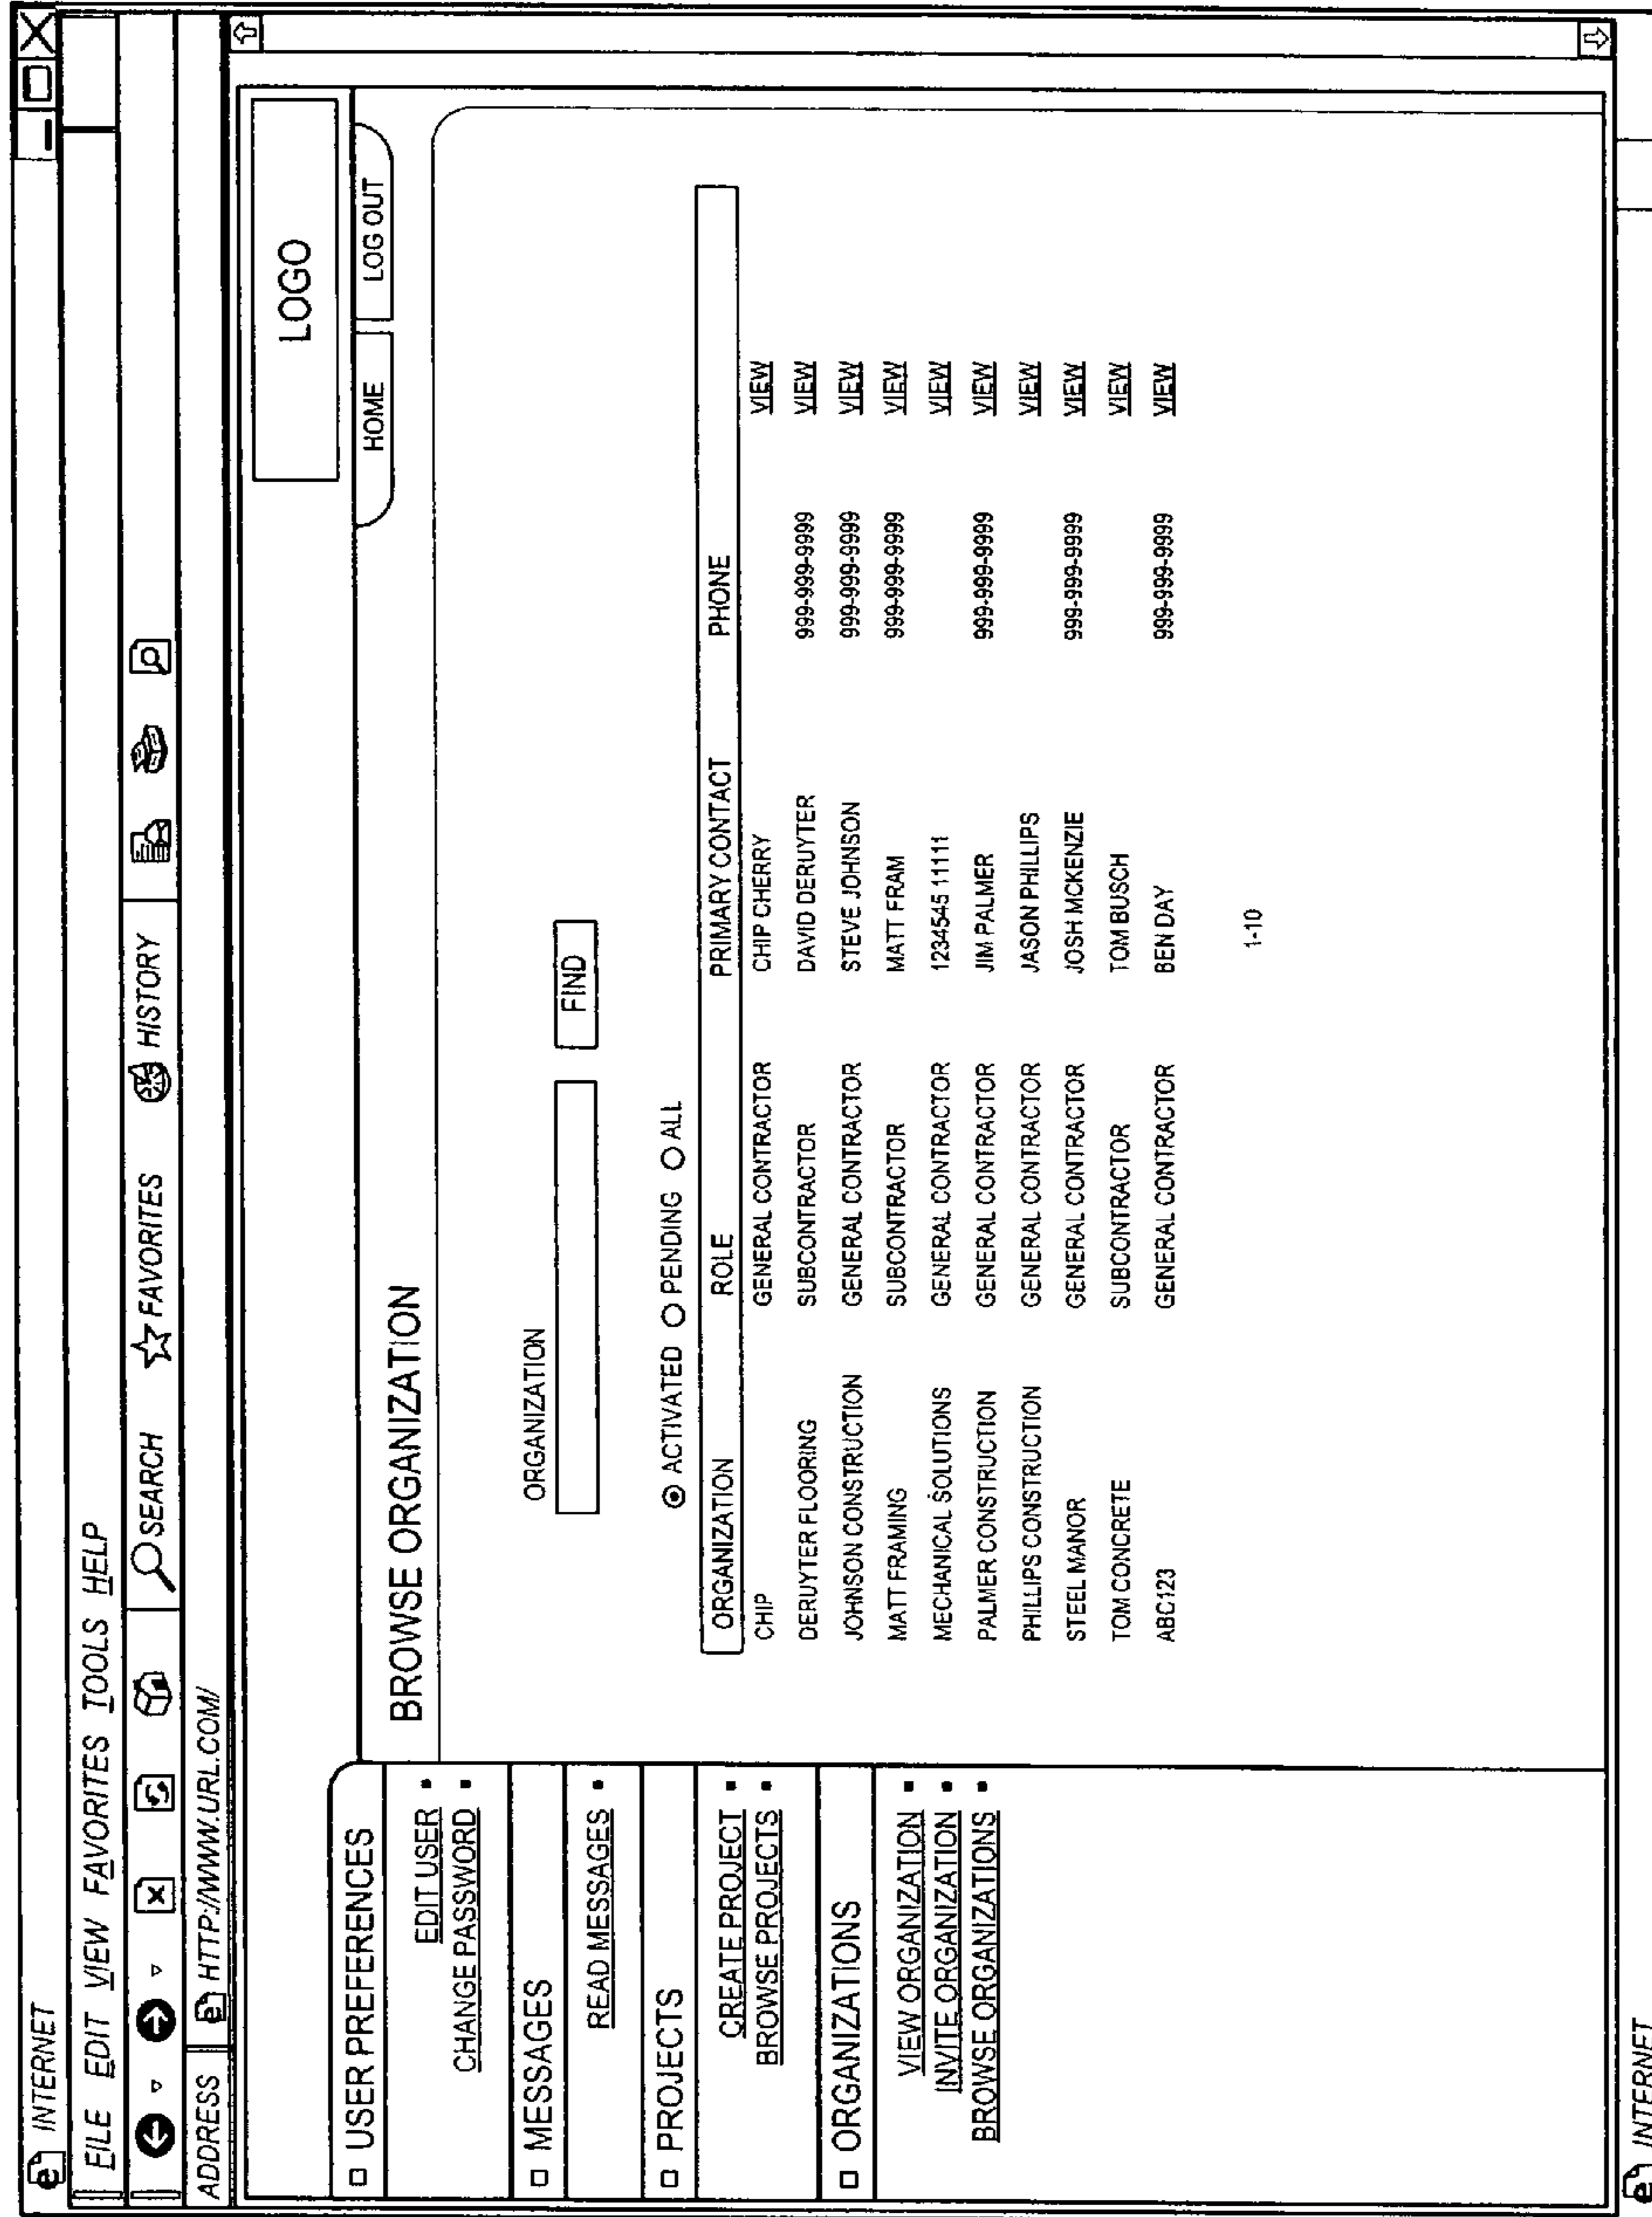 INTERNET
FILE EDIT VIEW FAVORITES TOOLS HELP
SEARCH FAVORITES HISTORY
ADDRESS HTTP://WWW.URL.COM/
LOGO
HOME LOG OUT
USER PREFERENCES
EDIT USER
CHANGE PASSWORD
MESSAGES
READ MESSAGES
PROJECTS
CREATE PROJECT
BROWSE PROJECTS
ORGANIZATIONS
VIEW ORGANIZATION
INVITE ORGANIZATION
BROWSE ORGANIZATIONS
BROWSE ORGANIZATION
ORGANIZATION
FIND
ACTIVATED PENDING ALL
ORGANIZATION ROLE PRIMARY CONTACT PHONE
CHIP GENERAL CONTRACTOR CHIP CHERRY VIEW
DERUYTER FLOORING SUBCONTRACTOR DAVID DERUYTER 999-999-9999 VIEW
JOHNSON CONSTRUCTION GENERAL CONTRACTOR STEVE JOHNSON 999-999-9999 VIEW
MATT FRAMING SUBCONTRACTOR MATT FRAM 999-999-9999 VIEW
MECHANICAL SOLUTIONS GENERAL CONTRACTOR 1234545 11111 VIEW
PALMER CONSTRUCTION GENERAL CONTRACTOR JIM PALMER 999-999-9999 VIEW
PHILLIPS CONSTRUCTION GENERAL CONTRACTOR JASON PHILLIPS VIEW
STEEL MANOR GENERAL CONTRACTOR JOSH MCKENZIE 999-999-9999 VIEW
TOM CONCRETE SUBCONTRACTOR TOM BUSCH VIEW
ABC123 GENERAL CONTRACTOR BEN DAY 999-999-9999 VIEW
1-10
INTERNET